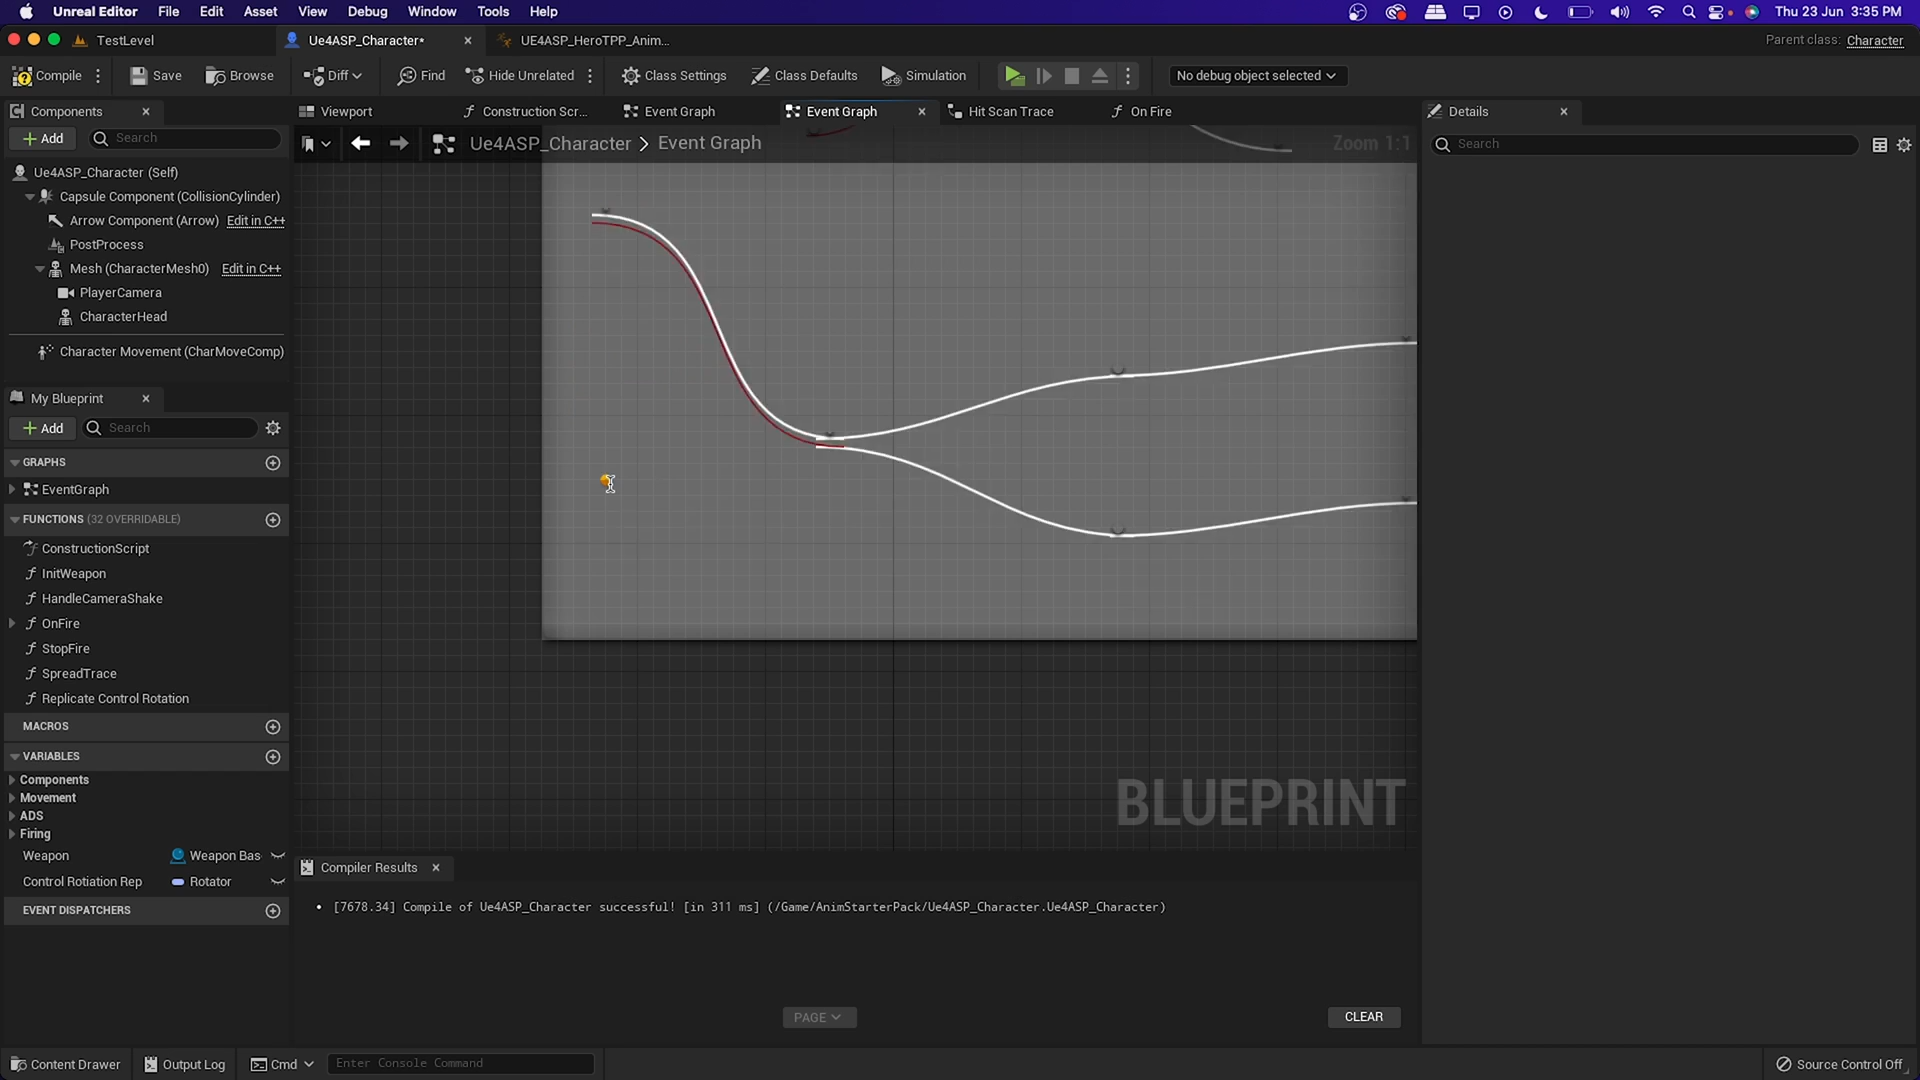 Unreal Editor File Edit Asset View Debug Window Tools Help Thu 23 Jun 3:35 PM
TestLevel Ue4ASP_Character* UE4ASP_HeroTPP_Anim... Parent class: Character
Compile Save Browse Diff Find Hide Unrelated Class Settings Class Defaults Simulation No debug object selected
Components Viewport Construction Scr... Event Graph Event Graph Hit Scan Trace On Fire Details
Add Search Ue4ASP_Character > Event Graph Zoom 1:1 Search
Ue4ASP_Character (Self)
Capsule Component (CollisionCylinder)
Arrow Component (Arrow) Edit in C++
PostProcess
Mesh (CharacterMesh0) Edit in C++
PlayerCamera
CharacterHead
Character Movement (CharMoveComp)
My Blueprint
Add Search
GRAPHS
EventGraph
FUNCTIONS (32 OVERRIDABLE)
ConstructionScript
InitWeapon
HandleCameraShake
OnFire
StopFire
SpreadTrace
Replicate Control Rotation
MACROS
VARIABLES
Components
Movement
ADS
Firing
Weapon Weapon Bas
Control Rotiation Rep Rotator
EVENT DISPATCHERS
BLUEPRINT
Compiler Results
• [7678.34] Compile of Ue4ASP_Character successful! [in 311 ms] (/Game/AnimStarterPack/Ue4ASP_Character.Ue4ASP_Character)
PAGE CLEAR
Content Drawer Output Log Cmd Enter Console Command Source Control Off